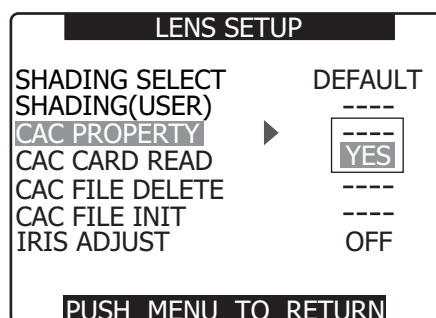 LENS SETUP
SHADING SELECT DEFAULT
SHADING(USER) ----
CAC PROPERTY ----
CAC CARD READ YES
CAC FILE DELETE ----
CAC FILE INIT ----
IRIS ADJUST OFF
PUSH MENU TO RETURN